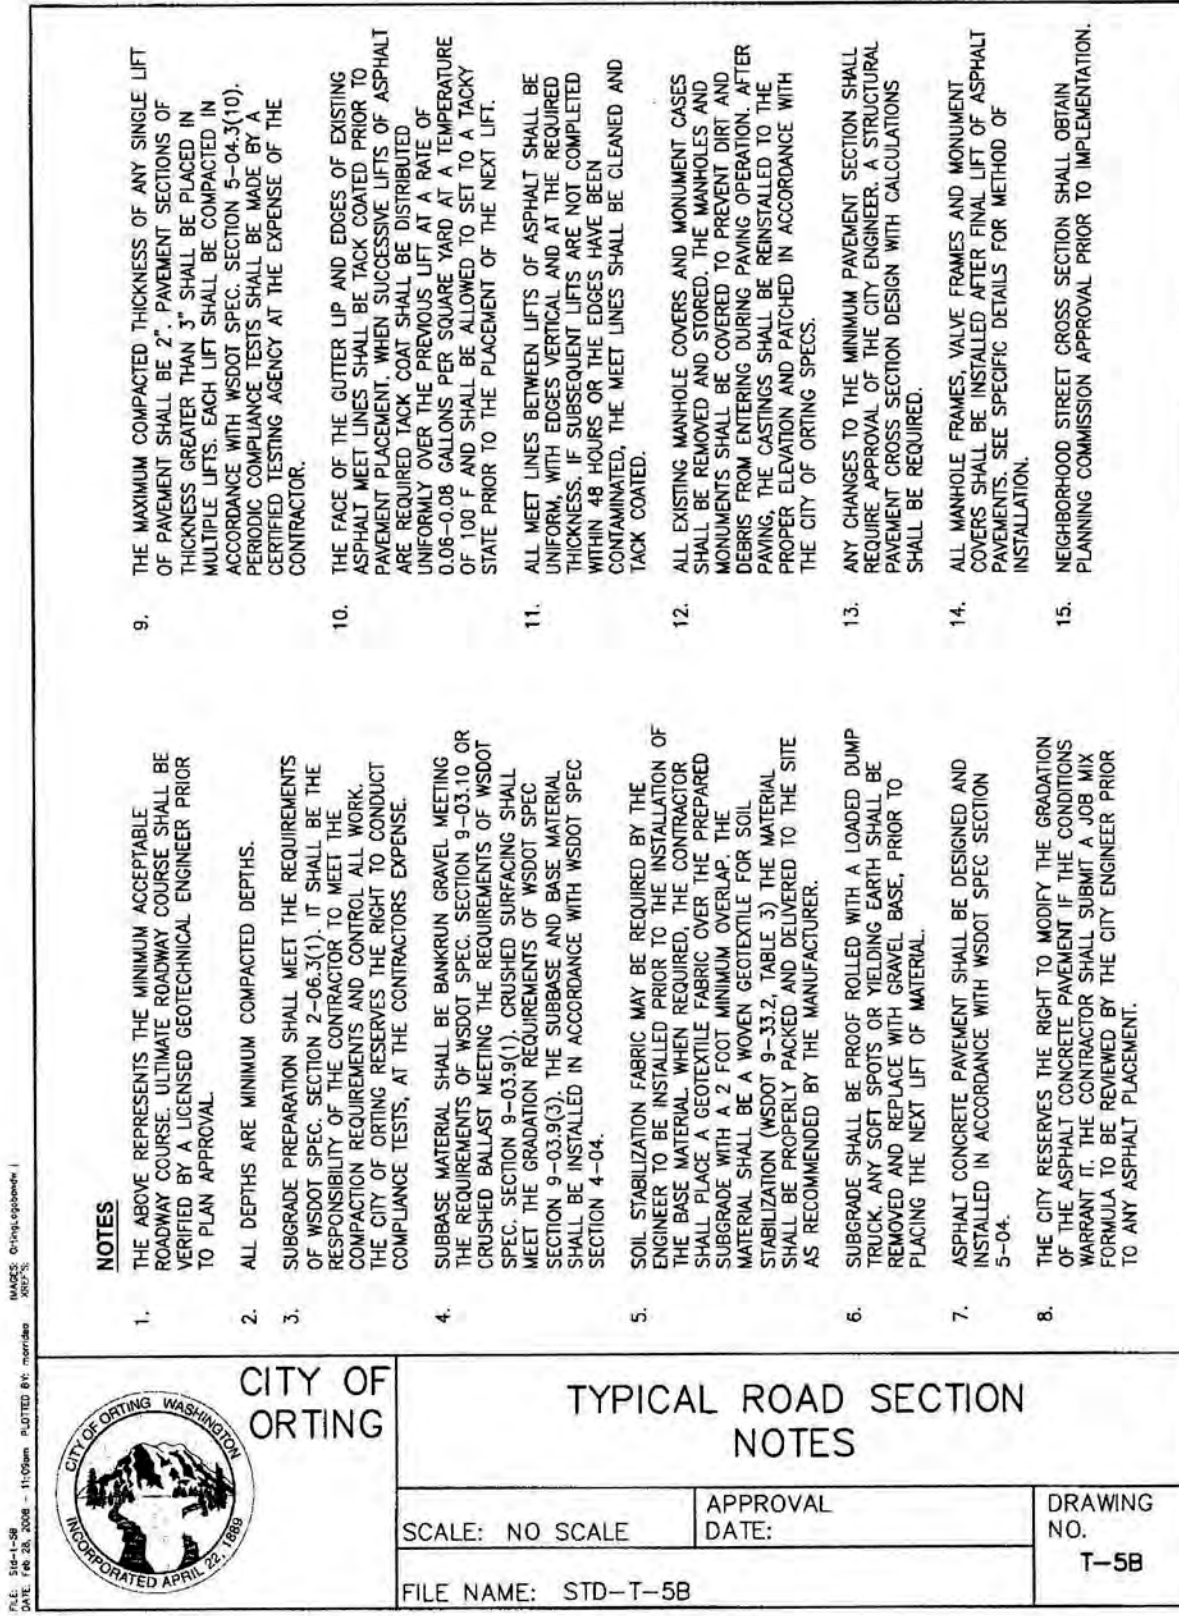 FILE: Std-t-5B
DATE: Feb 28, 2008 - 11:09am PLOTTED BY: morrides
IMAGES: OrtingLogobandw
XREF'S:
NOTES
1. THE ABOVE REPRESENTS THE MINIMUM ACCEPTABLE
ROADWAY COURSE. ULTIMATE ROADWAY COURSE SHALL BE
VERIFIED BY A LICENSED GEOTECHNICAL ENGINEER PRIOR
TO PLAN APPROVAL.
2. ALL DEPTHS ARE MINIMUM COMPACTED DEPTHS.
3. SUBGRADE PREPARATION SHALL MEET THE REQUIREMENTS
OF WSDOT SPEC. SECTION 2-06.3(1). IT SHALL BE THE
RESPONSIBILITY OF THE CONTRACTOR TO MEET THE
COMPACTION REQUIREMENTS AND CONTROL ALL WORK.
THE CITY OF ORTING RESERVES THE RIGHT TO CONDUCT
COMPLIANCE TESTS, AT THE CONTRACTORS EXPENSE.
4. SUBBASE MATERIAL SHALL BE BANKRUN GRAVEL MEETING
THE REQUIREMENTS OF WSDOT SPEC. SECTION 9-03.10 OR
CRUSHED BALLAST MEETING THE REQUIREMENTS OF WSDOT
SPEC. SECTION 9-03.9(1). CRUSHED SURFACING SHALL
MEET THE GRADATION REQUIREMENTS OF WSDOT SPEC
SECTION 9-03.9(3). THE SUBBASE AND BASE MATERIAL
SHALL BE INSTALLED IN ACCORDANCE WITH WSDOT SPEC
SECTION 4-04.
5. SOIL STABILIZATION FABRIC MAY BE REQUIRED BY THE
ENGINEER TO BE INSTALLED PRIOR TO THE INSTALLATION OF
THE BASE MATERIAL. WHEN REQUIRED, THE CONTRACTOR
SHALL PLACE A GEOTEXTILE FABRIC OVER THE PREPARED
SUBGRADE WITH A 2 FOOT MINIMUM OVERLAP. THE
MATERIAL SHALL BE A WOVEN GEOTEXTILE FOR SOIL
STABILIZATION (WSDOT 9-33.2, TABLE 3) THE MATERIAL
SHALL BE PROPERLY PACKED AND DELIVERED TO THE SITE
AS RECOMMENDED BY THE MANUFACTURER.
6. SUBGRADE SHALL BE PROOF ROLLED WITH A LOADED DUMP
TRUCK. ANY SOFT SPOTS OR YIELDING EARTH SHALL BE
REMOVED AND REPLACE WITH GRAVEL BASE, PRIOR TO
PLACING THE NEXT LIFT OF MATERIAL.
7. ASPHALT CONCRETE PAVEMENT SHALL BE DESIGNED AND
INSTALLED IN ACCORDANCE WITH WSDOT SPEC SECTION
5-04.
8. THE CITY RESERVES THE RIGHT TO MODIFY THE GRADATION
OF THE ASPHALT CONCRETE PAVEMENT IF THE CONDITIONS
WARRANT IT. THE CONTRACTOR SHALL SUBMIT A JOB MIX
FORMULA TO BE REVIEWED BY THE CITY ENGINEER PRIOR
TO ANY ASPHALT PLACEMENT.
9. THE MAXIMUM COMPACTED THICKNESS OF ANY SINGLE LIFT
OF PAVEMENT SHALL BE 2". PAVEMENT SECTIONS OF
THICKNESS GREATER THAN 3" SHALL BE PLACED IN
MULTIPLE LIFTS. EACH LIFT SHALL BE COMPACTED IN
ACCORDANCE WITH WSDOT SPEC. SECTION 5-04.3(10).
PERIODIC COMPLIANCE TESTS SHALL BE MADE BY A
CERTIFIED TESTING AGENCY AT THE EXPENSE OF THE
CONTRACTOR.
10. THE FACE OF THE GUTTER LIP AND EDGES OF EXISTING
ASPHALT MEET LINES SHALL BE TACK COATED PRIOR TO
PAVEMENT PLACEMENT. WHEN SUCCESSIVE LIFTS OF ASPHALT
ARE REQUIRED TACK COAT SHALL BE DISTRIBUTED
UNIFORMLY OVER THE PREVIOUS LIFT AT A RATE OF
0.06-0.08 GALLONS PER SQUARE YARD AT A TEMPERATURE
OF 100° F AND SHALL BE ALLOWED TO SET TO A TACKY
STATE PRIOR TO THE PLACEMENT OF THE NEXT LIFT.
11. ALL MEET LINES BETWEEN LIFTS OF ASPHALT SHALL BE
UNIFORM, WITH EDGES VERTICAL AND AT THE REQUIRED
THICKNESS. IF SUBSEQUENT LIFTS ARE NOT COMPLETED
WITHIN 48 HOURS OR THE EDGES HAVE BEEN
CONTAMINATED, THE MEET LINES SHALL BE CLEANED AND
TACK COATED.
12. ALL EXISTING MANHOLE COVERS AND MONUMENT CASES
SHALL BE REMOVED AND STORED. THE MANHOLES AND
MONUMENTS SHALL BE COVERED TO PREVENT DIRT AND
DEBRIS FROM ENTERING DURING PAVING OPERATION. AFTER
PAVING, THE CASTINGS SHALL BE REINSTALLED TO THE
PROPER ELEVATION AND PATCHED IN ACCORDANCE WITH
THE CITY OF ORTING SPECS.
13. ANY CHANGES TO THE MINIMUM PAVEMENT SECTION SHALL
REQUIRE APPROVAL OF THE CITY ENGINEER. A STRUCTURAL
PAVEMENT CROSS SECTION DESIGN WITH CALCULATIONS
SHALL BE REQUIRED.
14. ALL MANHOLE FRAMES, VALVE FRAMES AND MONUMENT
COVERS SHALL BE INSTALLED AFTER FINAL LIFT OF ASPHALT
PAVEMENTS. SEE SPECIFIC DETAILS FOR METHOD OF
INSTALLATION.
15. NEIGHBORHOOD STREET CROSS SECTION SHALL OBTAIN
PLANNING COMMISSION APPROVAL PRIOR TO IMPLEMENTATION.
CITY OF ORTING WASHINGTON
INCORPORATED APRIL 22, 1889
CITY OF
ORTING
TYPICAL ROAD SECTION
NOTES
SCALE: NO SCALE
APPROVAL
DATE:
DRAWING
NO.
T-5B
FILE NAME: STD-T-5B